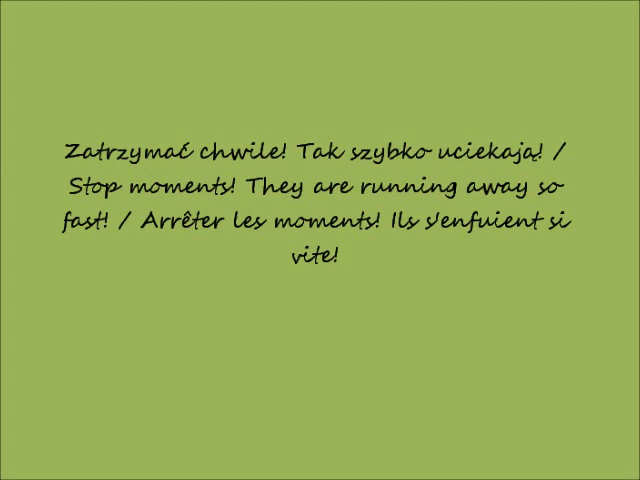 Zatrzymać chwile! Tak szybko uciekają! /
Stop moments! They are running away so
fast! / Arrêter les moments! Ils s'enfuient si
vite!